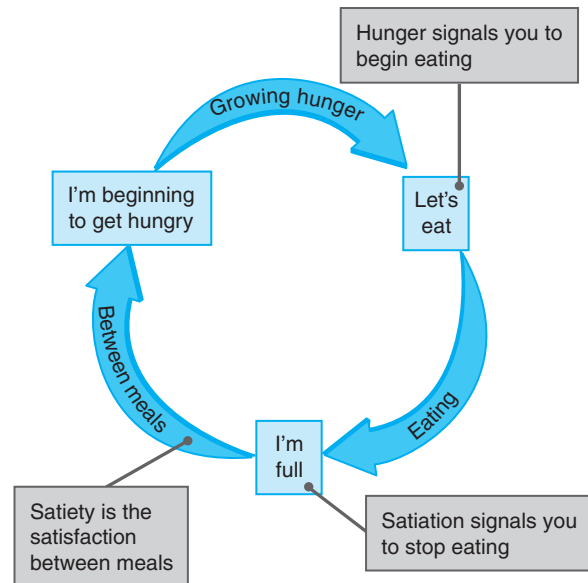 Hunger signals you to
begin eating
Growing hunger
I'm beginning
to get hungry
Let's
eat
Between meals
Eating
I'm
full
Satiety is the
satisfaction
between meals
Satiation signals you
to stop eating